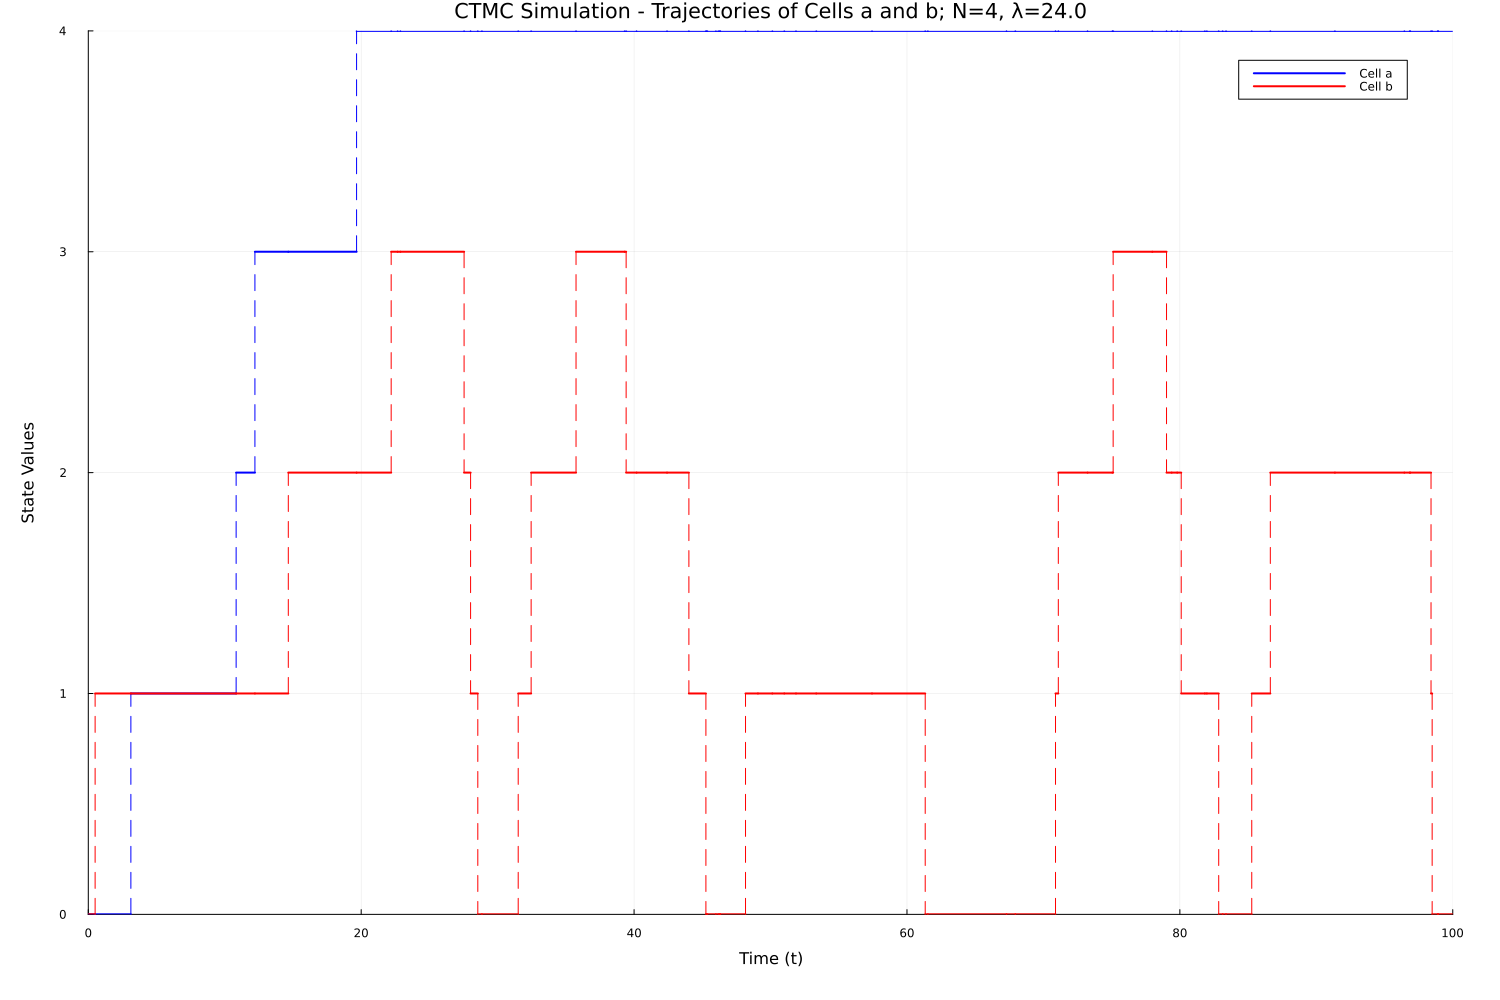 CTMC Simulation - Trajectories of Cells a and b; N=4, λ=24.0
4
Cell a
Cell b
3
State Values
2
1
0
0 20 40 60 80 100
Time (t)